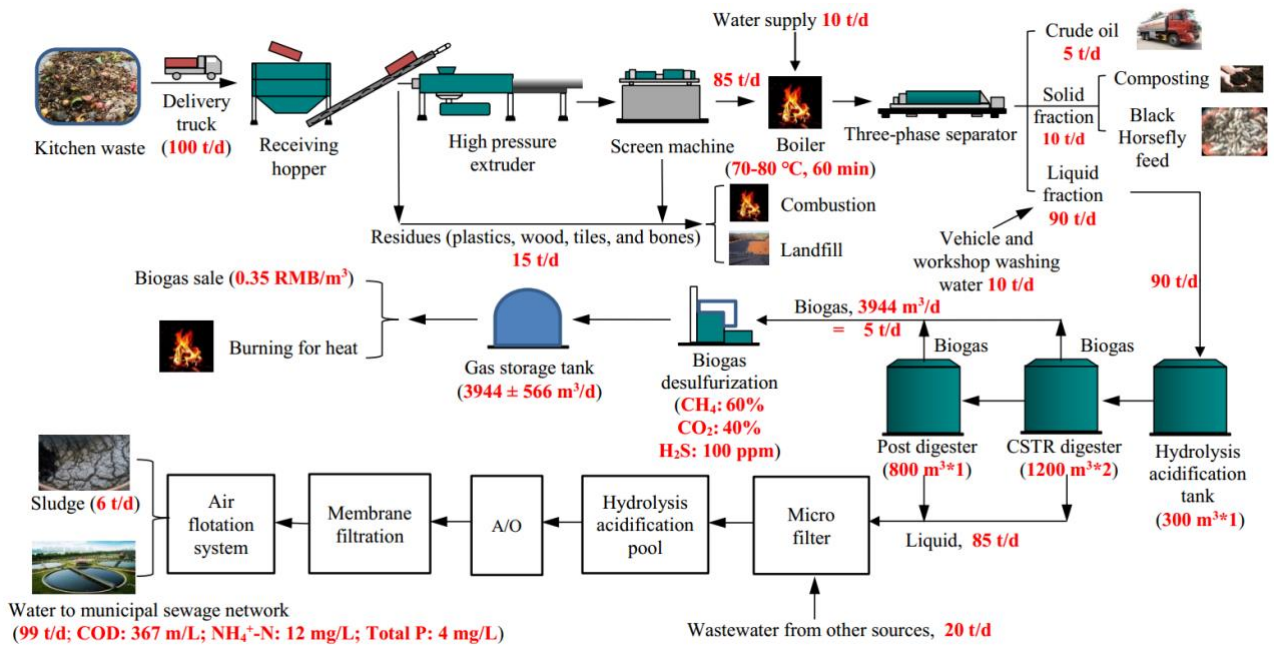 Water supply 10 t/d
Crude oil
5 t/d
85 t/d
Composting
Delivery
truck
(100 t/d)
Solid
fraction
10 t/d
Kitchen waste
Receiving
hopper
High pressure
extruder
Screen machine
Boiler
(70-80 ℃, 60 min)
Three-phase separator
Black
Horsefly
feed
Liquid
fraction
90 t/d
Combustion
Residues (plastics, wood, tiles, and bones)
15 t/d
Landfill
Vehicle and
workshop washing
water 10 t/d
90 t/d
Biogas sale (0.35 RMB/m³)
Burning for heat
Gas storage tank
(3944 ± 566 m³/d)
Biogas, 3944 m³/d
= 5 t/d
Biogas
desulfurization
(CH₄: 60%
CO₂: 40%
H₂S: 100 ppm)
Biogas
Biogas
Post digester
(800 m³*1)
CSTR digester
(1200 m³*2)
Hydrolysis
acidification
tank
(300 m³*1)
Sludge (6 t/d)
Air
flotation
system
Membrane
filtration
A/O
Hydrolysis
acidification
pool
Micro
filter
Liquid, 85 t/d
Water to municipal sewage network
(99 t/d; COD: 367 m/L; NH₄⁺-N: 12 mg/L; Total P: 4 mg/L)
Wastewater from other sources, 20 t/d